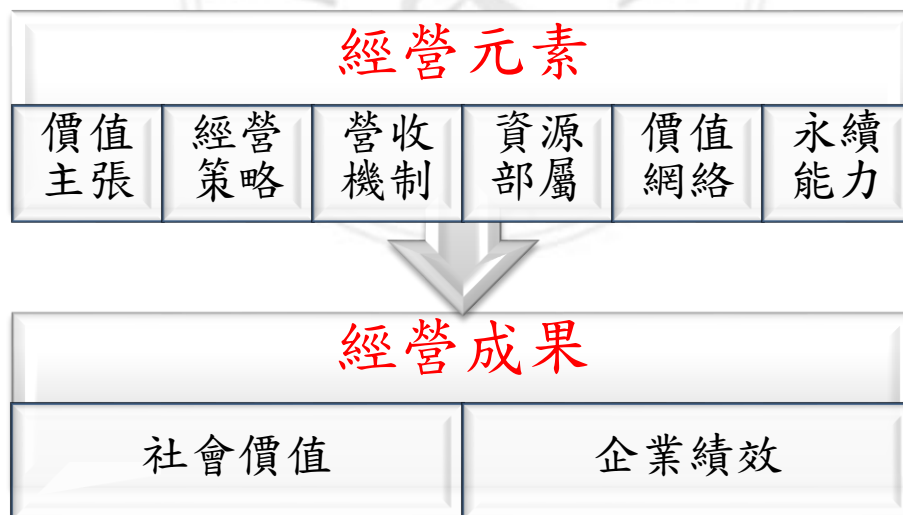 經營元素
價值 經營 營收 資源 價值 永續
主張 策略 機制 部屬 網絡 能力
經營成果
社會價值 企業績效